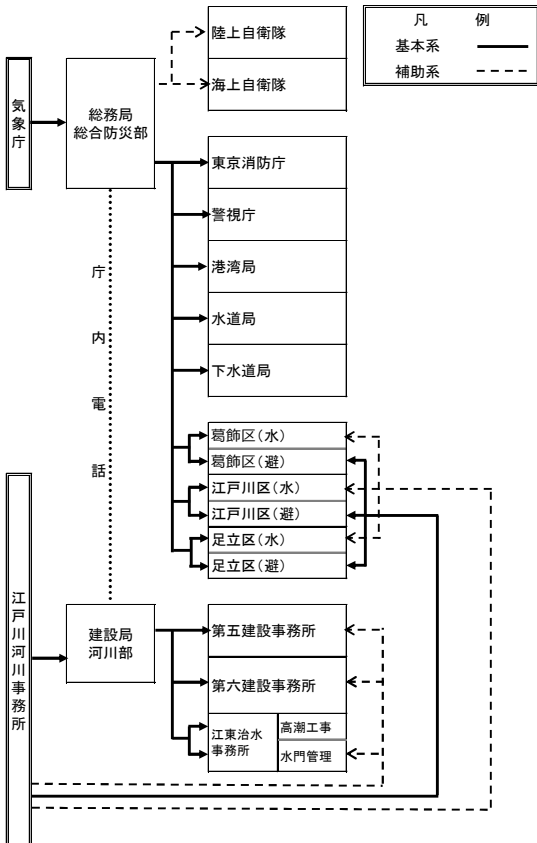 凡　例
基本系
補助系
陸上自衛隊
海上自衛隊
気象庁
総務局
総合防災部
東京消防庁
警視庁
港湾局
水道局
下水道局
庁内電話
葛飾区(水)
葛飾区(避)
江戸川区(水)
江戸川区(避)
足立区(水)
足立区(避)
江戸川河川事務所
建設局
河川部
第五建設事務所
第六建設事務所
江東治水
事務所
高潮工事
水門管理